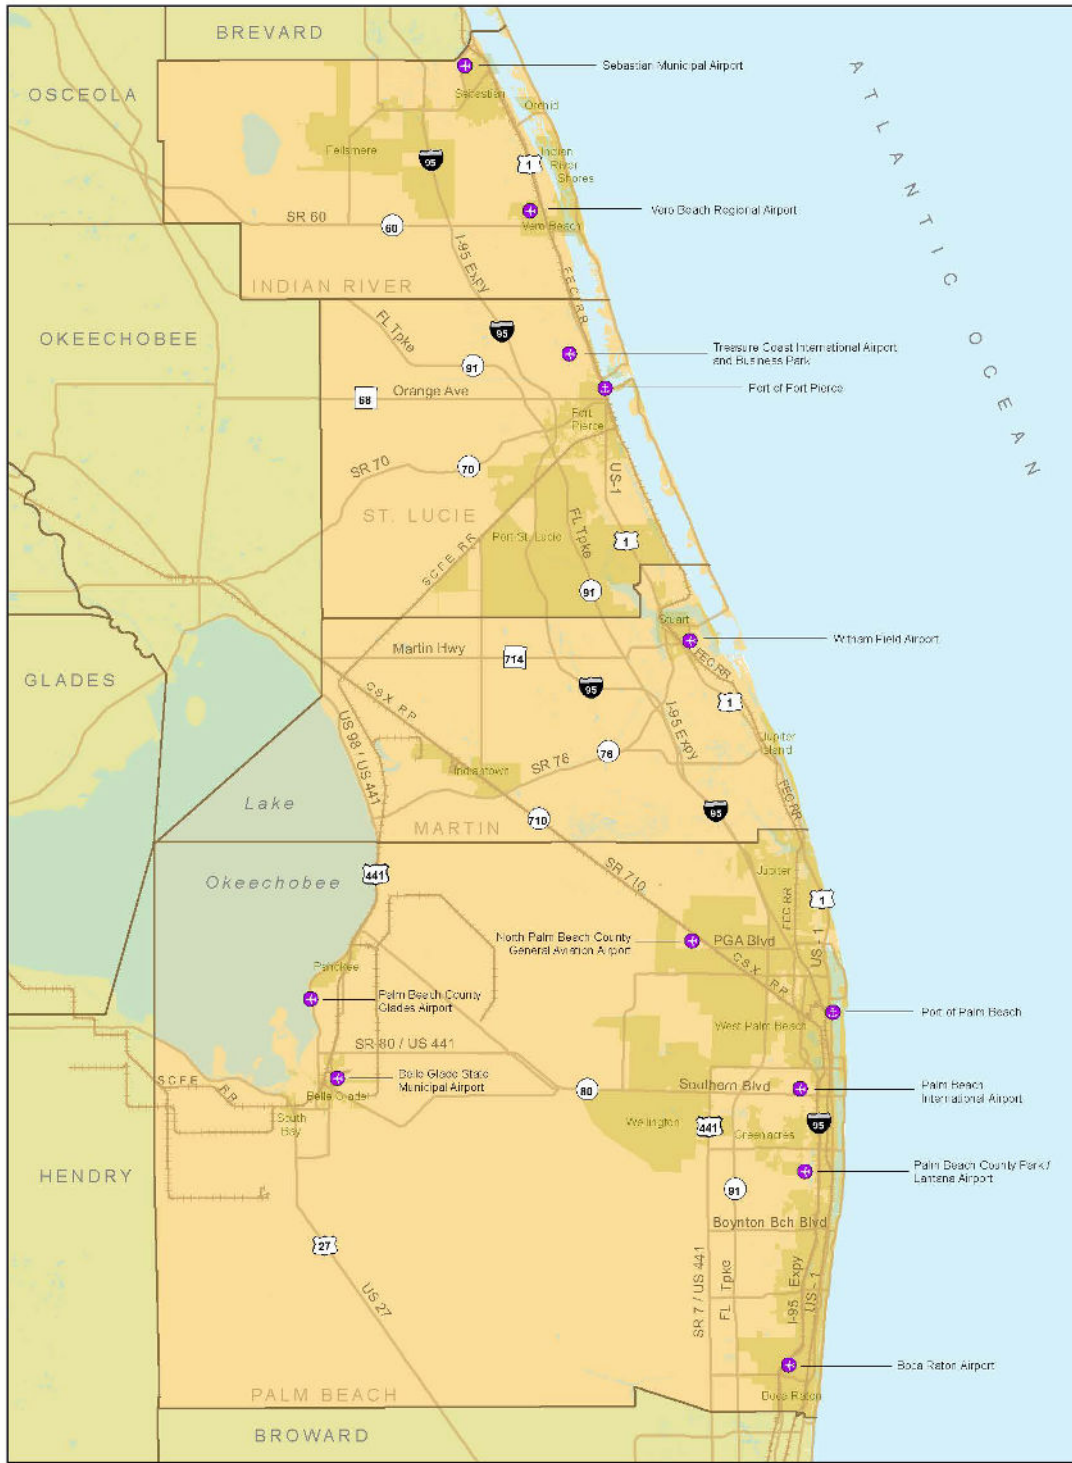 BREVARD
Sebastian Municipal Airport
OSCEOLA
Sebastian
Orchid
Fellsmere
95
1
Indian
River
Shores
Vero Beach Regional Airport
SR 60
60
Vero Beach
I-95 Expy
INDIAN RIVER
FEC RR
ATLANTIC OCEAN
OKEECHOBEE
FL Tpke
95
Treasure Coast International Airport
and Business Park
91
Orange Ave
68
Port of Fort Pierce
Fort
Pierce
SR 70
70
US-1
ST. LUCIE
SCFE RR
Port St. Lucie
FL Tpke
1
91
Stuart
Witham Field Airport
GLADES
Martin Hwy
714
FEC RR
CSX RR
95
1
US 98 / US 441
I-95 Expy
Jupiter
Island
Indiantown
SR 76
76
FEC RR
Lake
MARTIN
710
95
Okeechobee
441
SR 710
Jupiter
FEC RR
1
North Palm Beach County
General Aviation Airport
PGA Blvd
US - 1
CSX RR
Pahokee
Palm Beach County
Glades Airport
West Palm Beach
Port of Palm Beach
SR 80 / US 441
SCFE RR
Belle Glade State
Municipal Airport
Belle Glade
80
Southern Blvd
Palm Beach
International Airport
South
Bay
Wellington
441
Greenacres
95
HENDRY
Palm Beach County Park /
Lantana Airport
91
Boynton Bch Blvd
27
US 27
SR 7 / US 441
FL Tpke
I-95 Expy
US - 1
Boca Raton Airport
PALM BEACH
Boca Raton
BROWARD